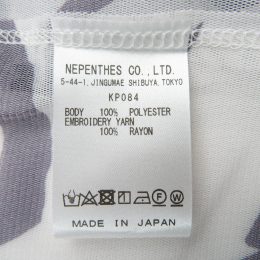 NEPENTHES CO.,LTD.
5-44-1, JINGUMAE SHIBUYA, TOKYO
KP084
BODY 100% POLYESTER
EMBROIDERY YARN
100% RAYON
MADE IN JAPAN